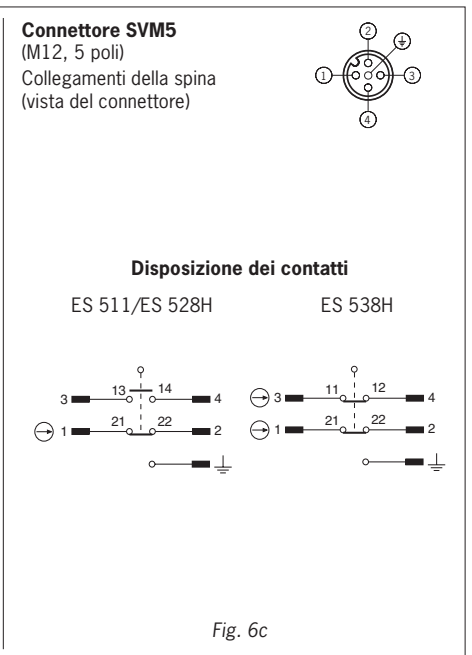 Connettore SVM5
(M12, 5 poli)
Collegamenti della spina
(vista del connettore)
2
1
3
4
Disposizione dei contatti
ES 511/ES 528H
ES 538H
3 13 14 4
1 21 22 2
3 11 12 4
1 21 22 2
Fig. 6c